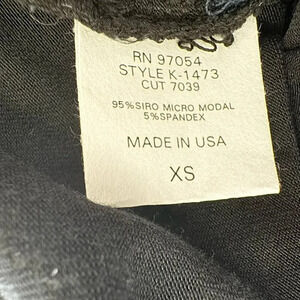 RN 97054
STYLE K-1473
CUT 7039
95%SIRO MICRO MODAL
5%SPANDEX
MADE IN USA
XS